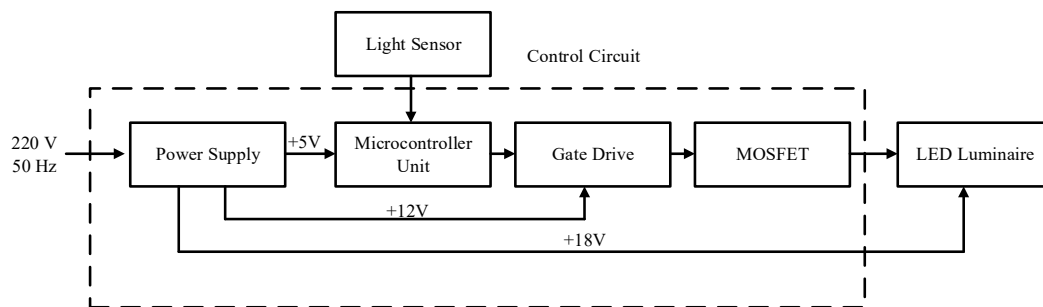 Light Sensor
Control Circuit
220 V
50 Hz
Power Supply
+5V
Microcontroller
Unit
Gate Drive
MOSFET
LED Luminaire
+12V
+18V